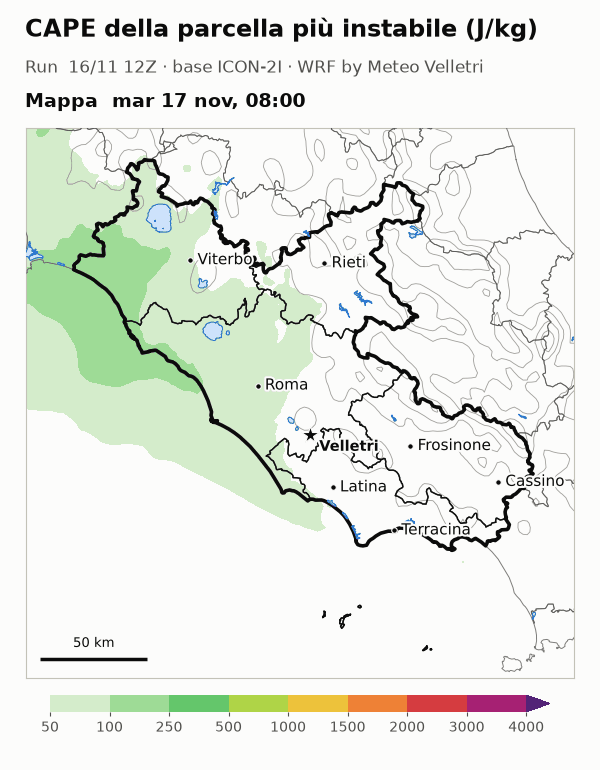 CAPE della parcella più instabile (J/kg)
Run  16/11 12Z · base ICON-2I · WRF by Meteo Velletri
Mappa  mar 17 nov, 08:00
Viterbo
Rieti
Roma
Velletri
Frosinone
Cassino
Latina
Terracina
50 km
50 100 250 500 1000 1500 2000 3000 4000